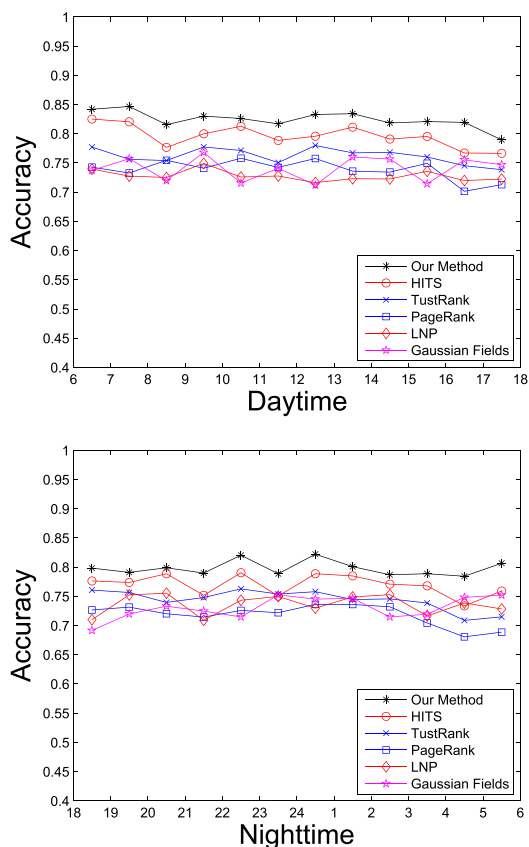 1
0.95
0.9
0.85
0.8
0.75
0.7
0.65
0.6
0.55
0.5
0.45
0.4
Accuracy
Our Method
HITS
TustRank
PageRank
LNP
Gaussian Fields
6 7 8 9 10 11 12 13 14 15 16 17 18
Daytime
1
0.95
0.9
0.85
0.8
0.75
0.7
0.65
0.6
0.55
0.5
0.45
0.4
Accuracy
Our Method
HITS
TustRank
PageRank
LNP
Gaussian Fields
18 19 20 21 22 23 24 1 2 3 4 5 6
Nighttime